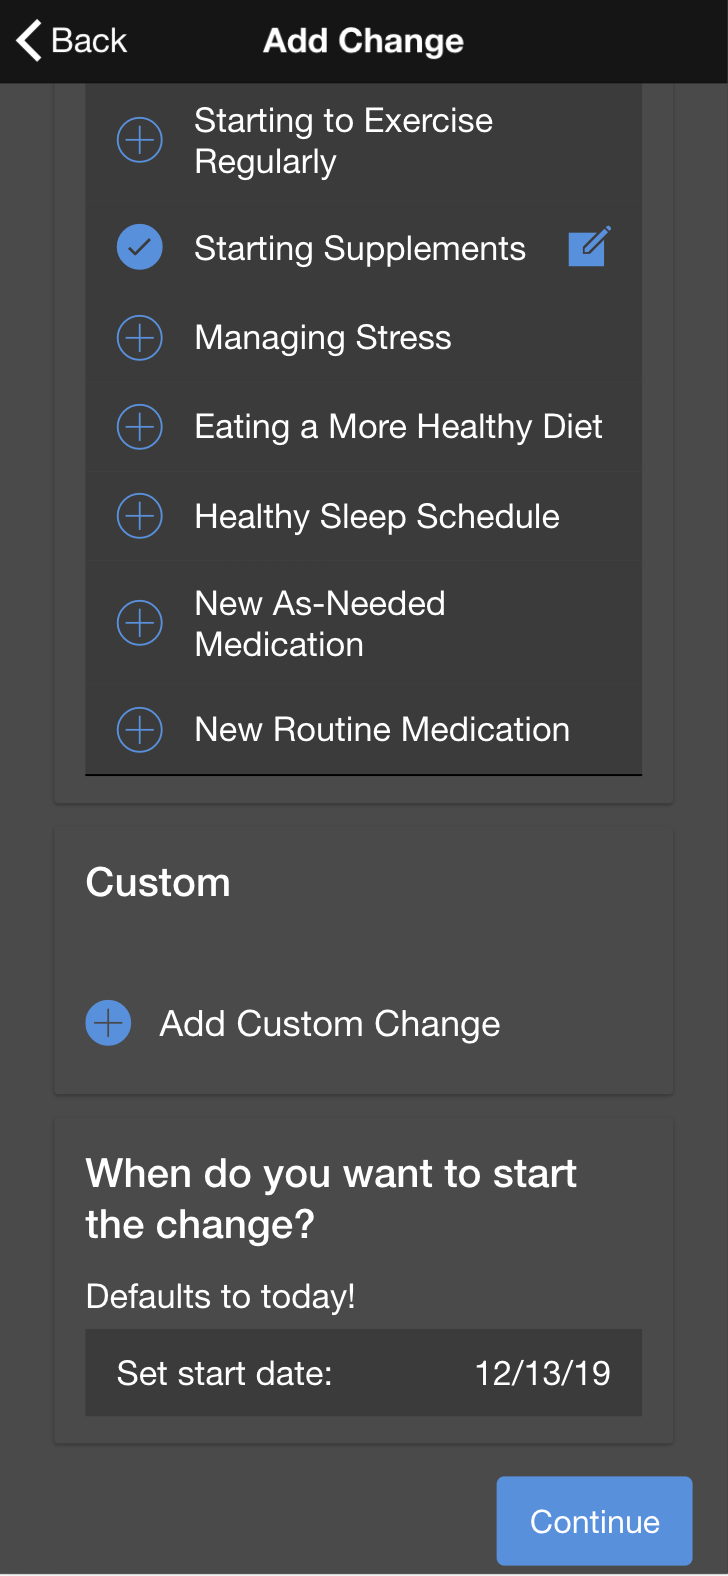 Back
Add Change
Starting to Exercise
Regularly
Starting Supplements
Managing Stress
Eating a More Healthy Diet
Healthy Sleep Schedule
New As-Needed
Medication
New Routine Medication
Custom
Add Custom Change
When do you want to start
the change?
Defaults to today!
Set start date: 12/13/19
Continue